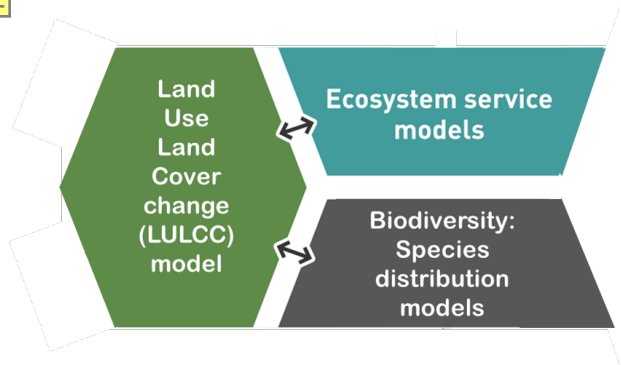 Land
Use
Land
Cover
change
(LULCC)
model
Ecosystem service
models
Biodiversity:
Species
distribution
models